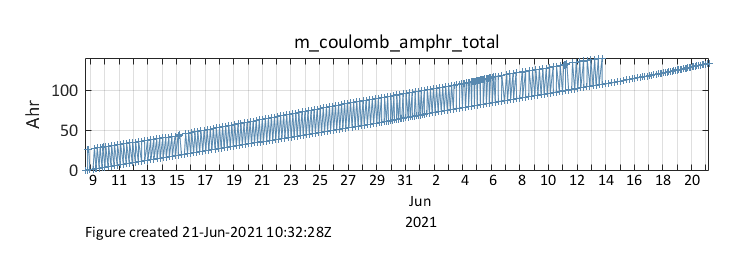 m_coulomb_amphr_total
Ahr
100
50
0
9 11 13 15 17 19 21 23 25 27 29 31 2 4 6 8 10 12 14 16 18 20
Jun
2021
Figure created 21-Jun-2021 10:32:28Z